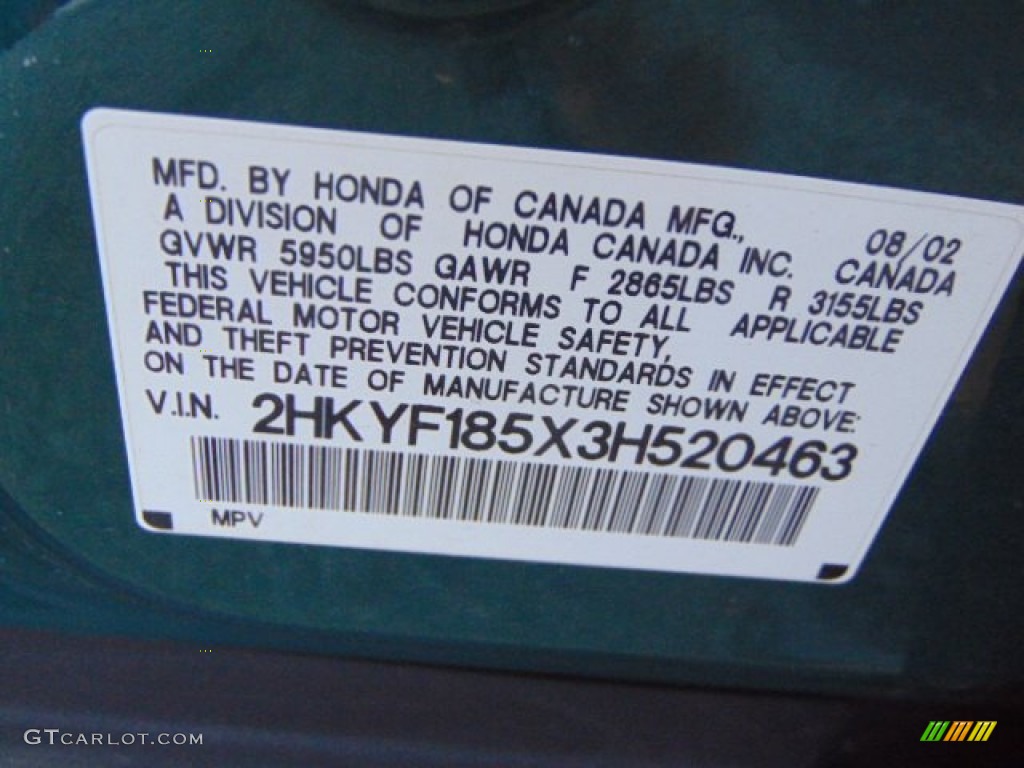 MFD. BY HONDA OF CANADA MFG., 08/02
A DIVISION OF HONDA CANADA INC. CANADA
GVWR 5950LBS GAWR F 2865LBS R 3155LBS
THIS VEHICLE CONFORMS TO ALL APPLICABLE
FEDERAL MOTOR VEHICLE SAFETY,
AND THEFT PREVENTION STANDARDS IN EFFECT
ON THE DATE OF MANUFACTURE SHOWN ABOVE:
V.I.N. 2HKYF185X3H520463
MPV
GTCARLOT.COM